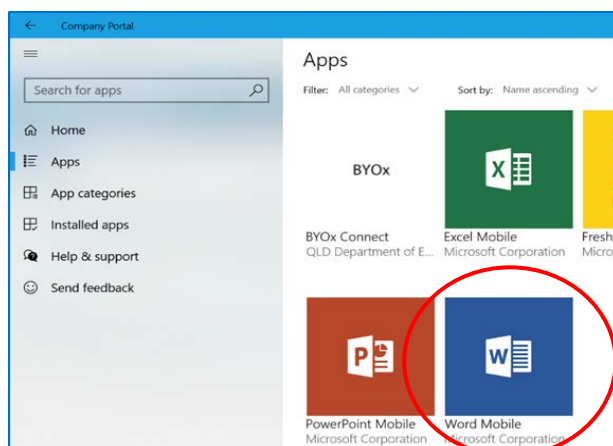 Company Portal
Search for apps
Home
Apps
App categories
Installed apps
Help & support
Send feedback
Apps
Filter: All categories Sort by: Name ascending
BYOx
X
BYOx Connect Excel Mobile Fresh
QLD Department of E... Microsoft Corporation Micro
P W
PowerPoint Mobile Word Mobile
Microsoft Corporation Microsoft Corporation